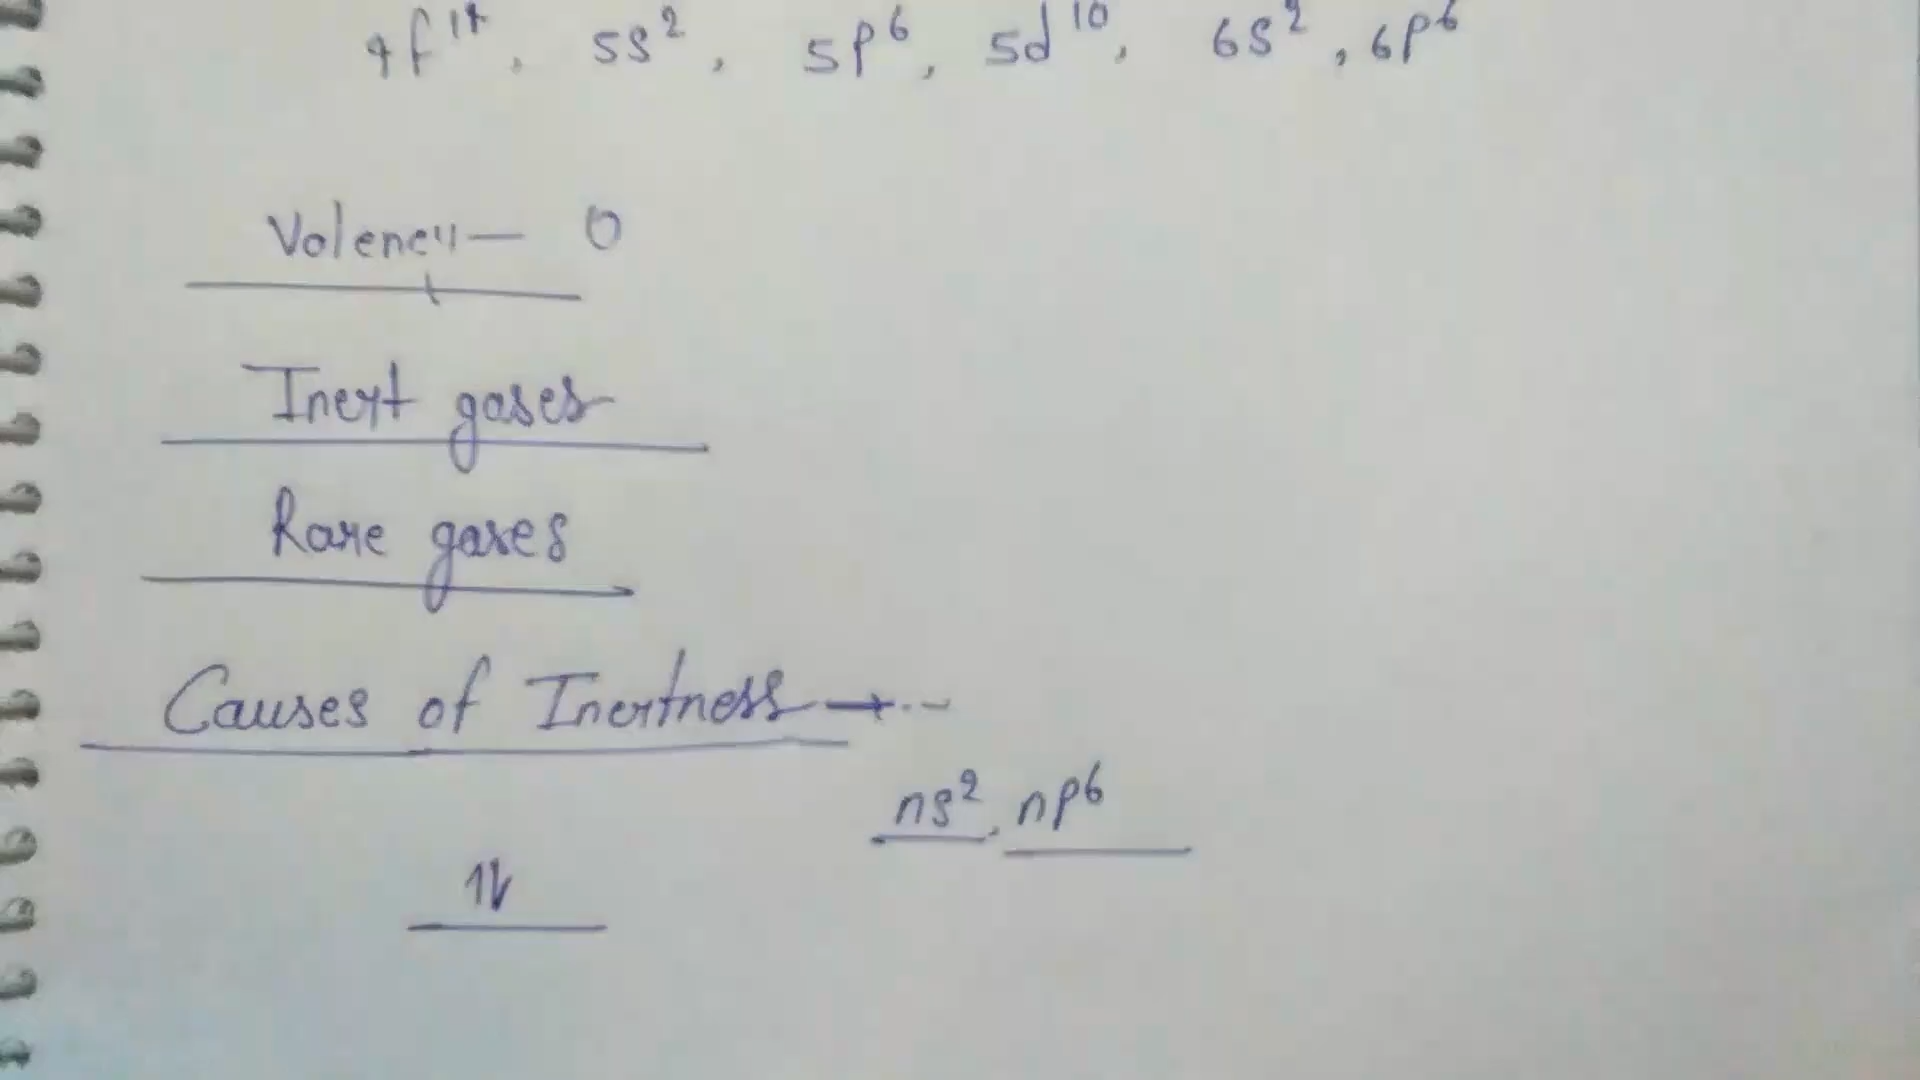 4f¹⁴, 5s², 5p⁶, 5d¹⁰, 6s², 6p⁶
Valency — 0
Inert gases
Rare gases
Causes of Inertness →--
ns², np⁶
↑↓